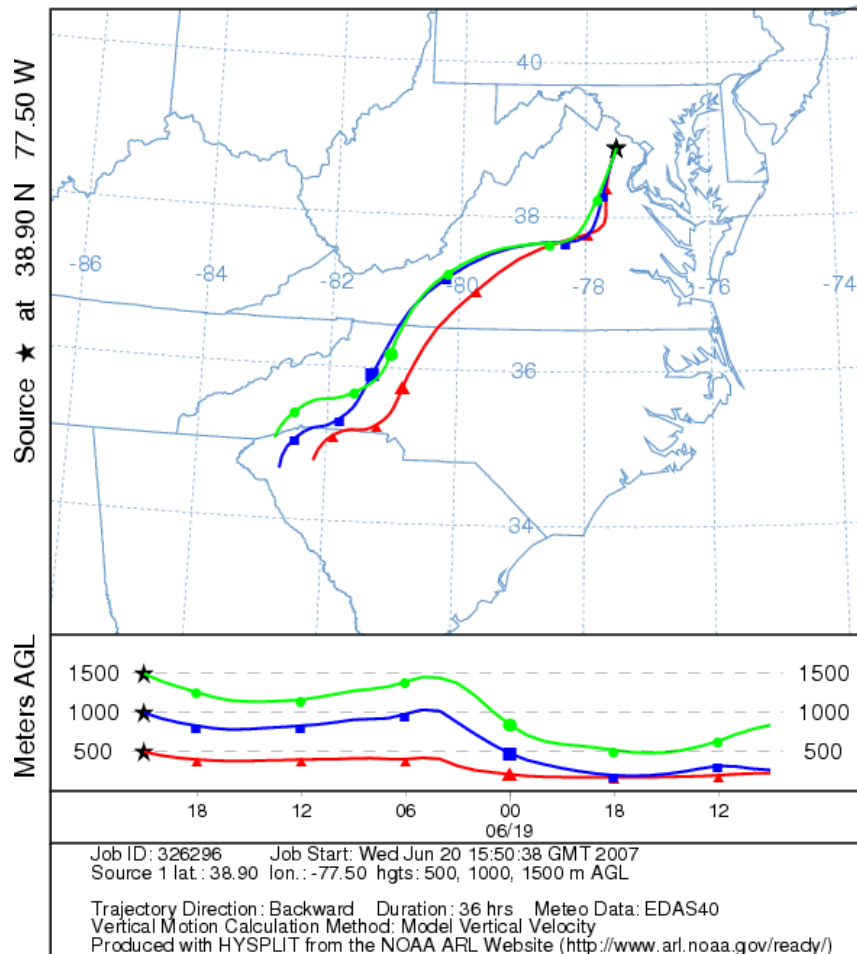 Source ★ at 38.90 N 77.50 W
40
38
-86
-84
-82
-80
-78
-76
-74
36
34
Meters AGL
1500
1000
500
1500
1000
500
18 12 06 00 18 12
06/19
Job ID: 326296 Job Start: Wed Jun 20 15:50:38 GMT 2007
Source 1 lat.: 38.90 lon.: -77.50 hgts: 500, 1000, 1500 m AGL
Trajectory Direction: Backward Duration: 36 hrs Meteo Data: EDAS40
Vertical Motion Calculation Method: Model Vertical Velocity
Produced with HYSPLIT from the NOAA ARL Website (http://www.arl.noaa.gov/ready/)